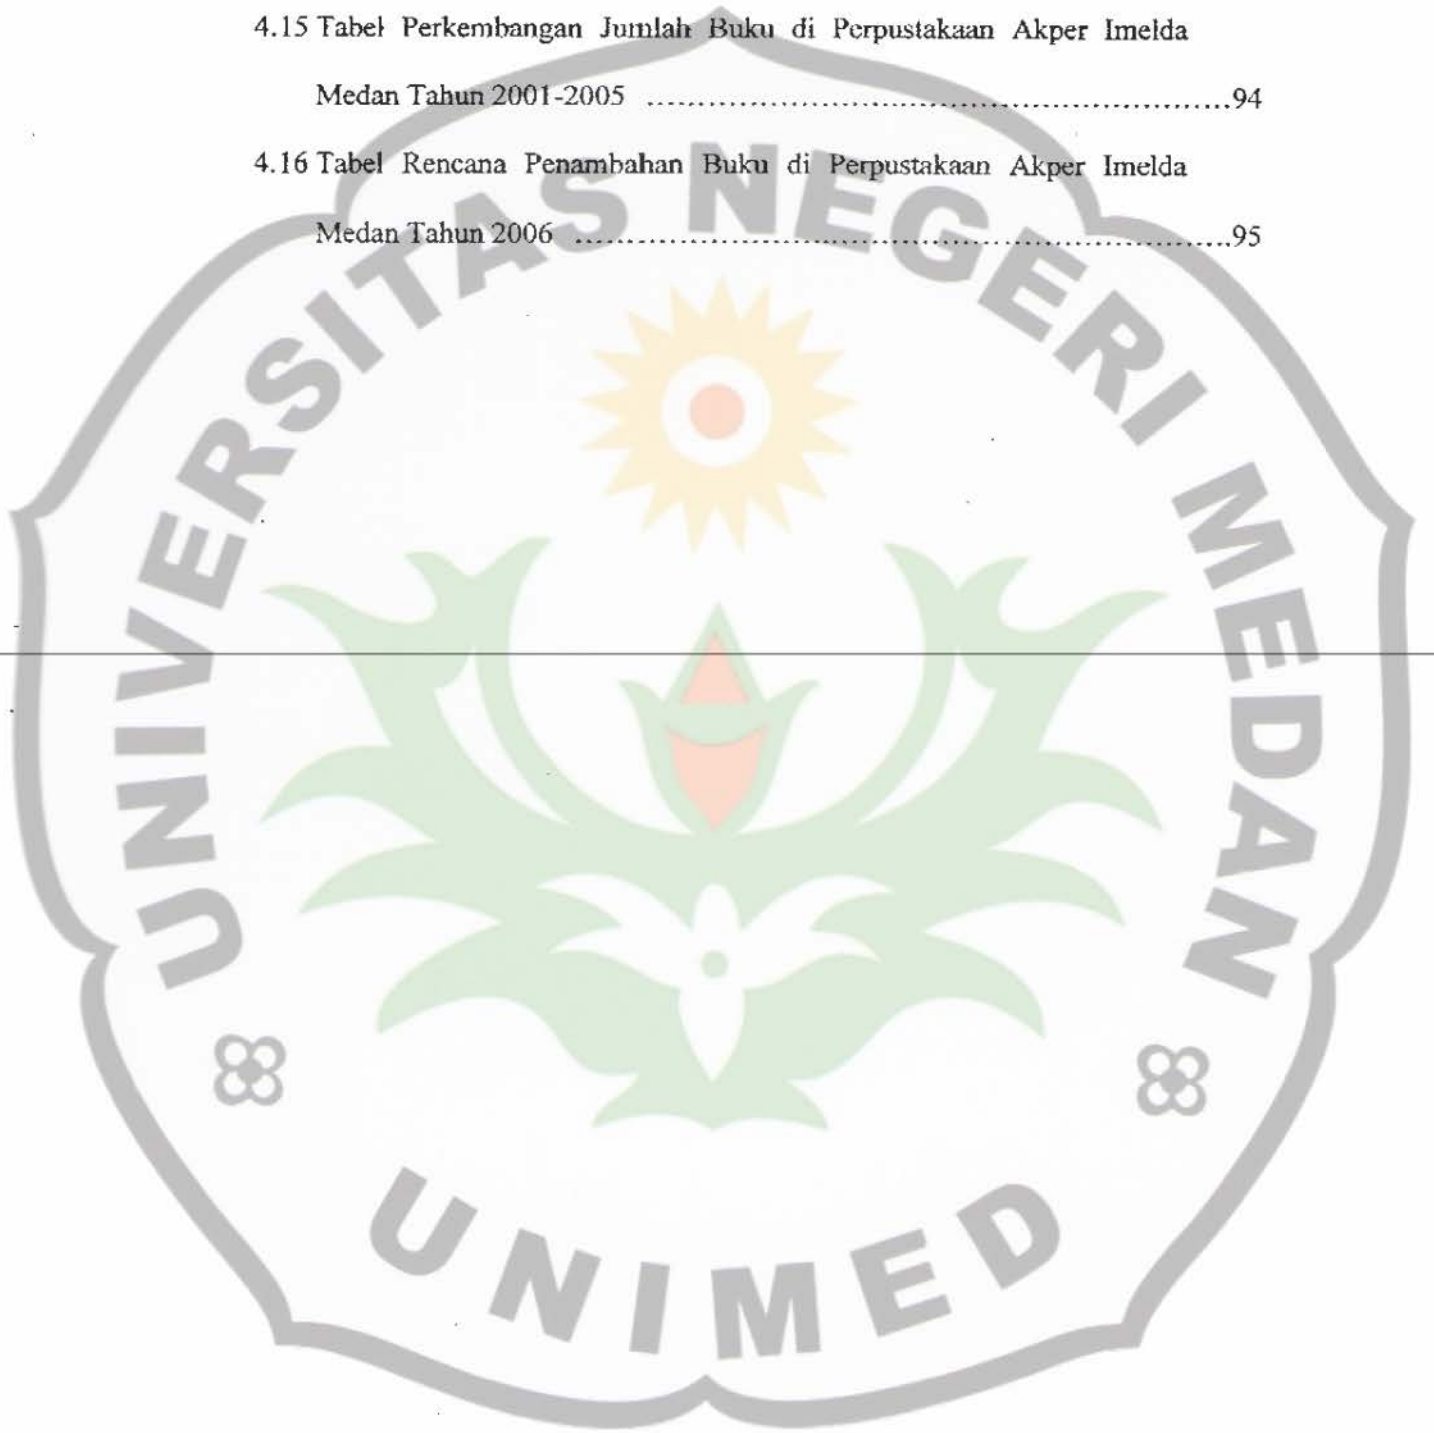 4.15 Tabel Perkembangan Jumlah Buku di Perpustakaan Akper Imelda
Medan Tahun 2001-2005 ..........................................................94
4.16 Tabel Rencana Penambahan Buku di Perpustakaan Akper Imelda
Medan Tahun 2006 .................................................................95
UNIVERSITAS NEGERI MEDAN
UNIMED